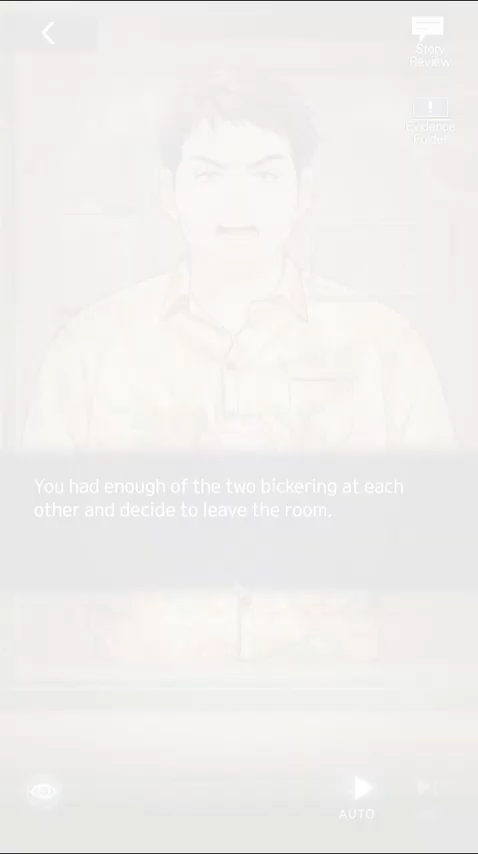 Story
Review
Evidence
Folder
You had enough of the two bickering at each
other and decide to leave the room.
AUTO